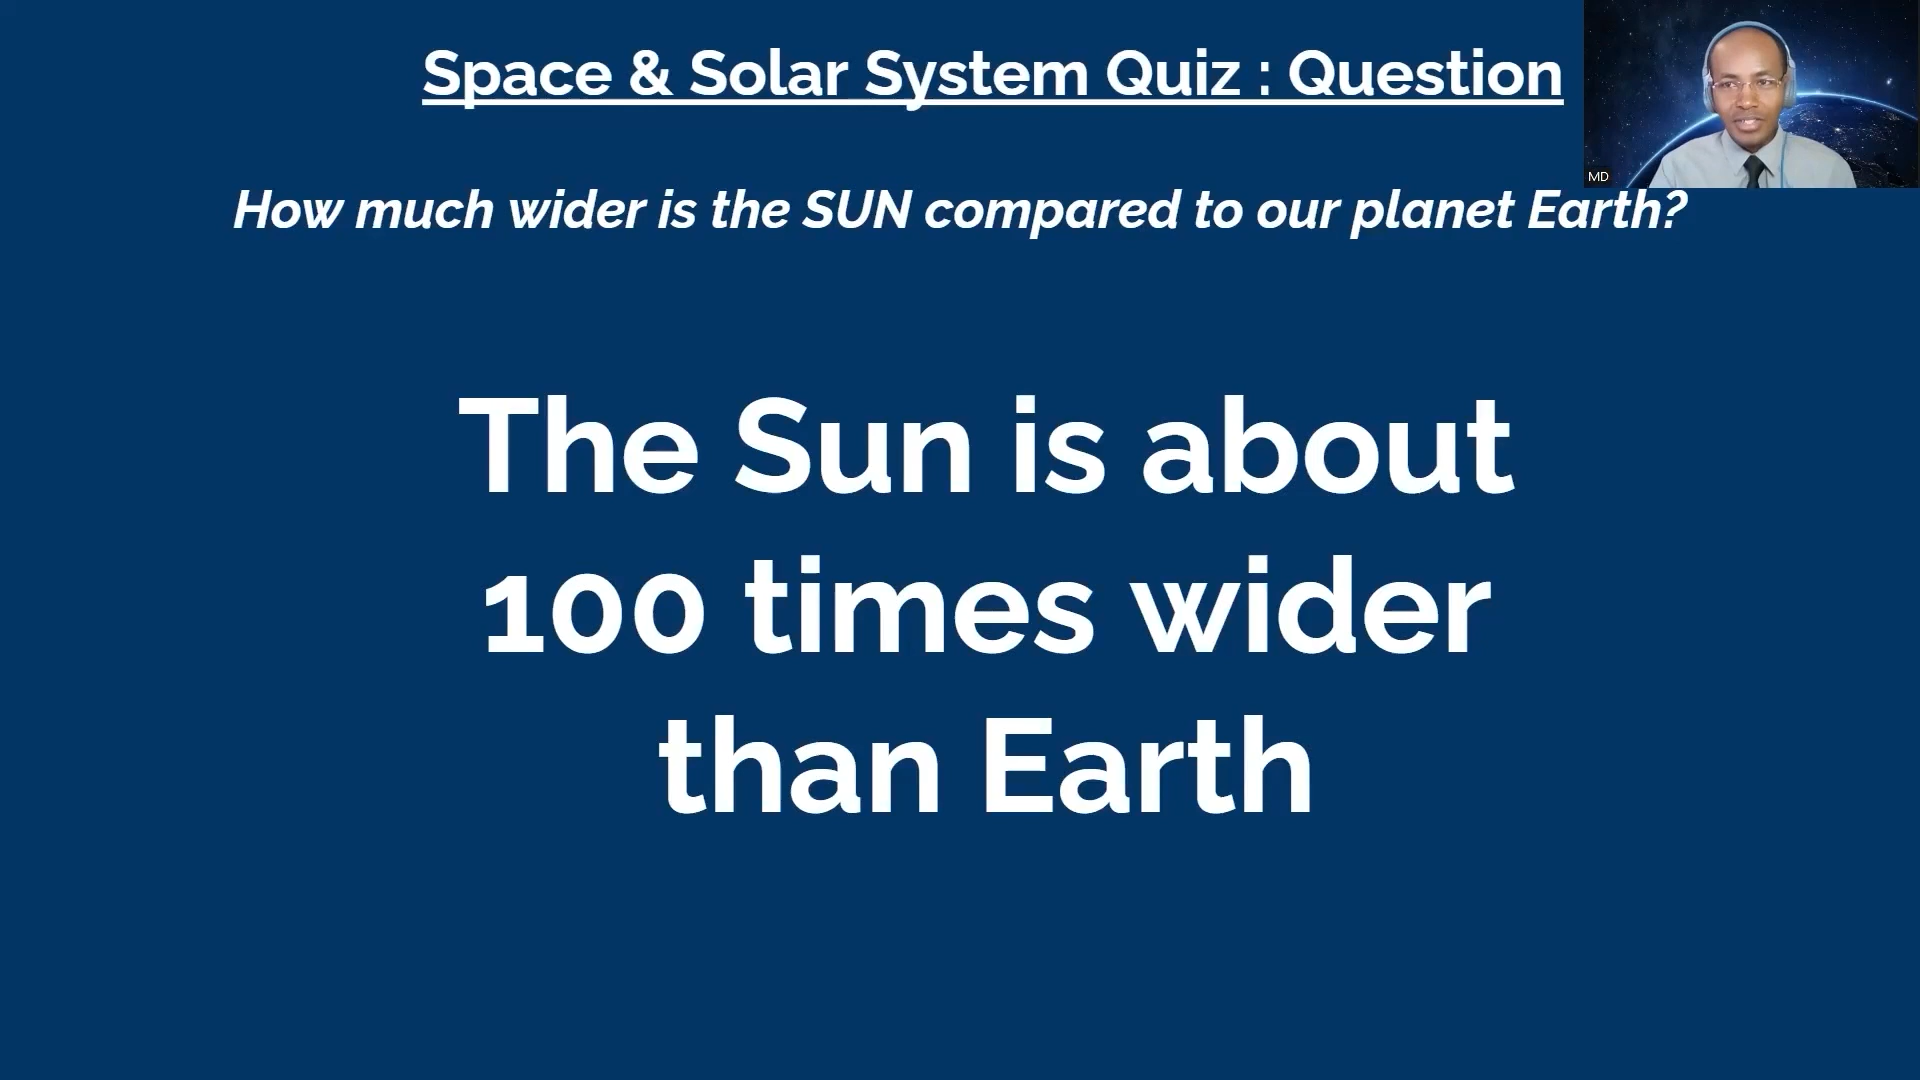 Space & Solar System Quiz : Question
MD
How much wider is the SUN compared to our planet Earth?
The Sun is about
100 times wider
than Earth